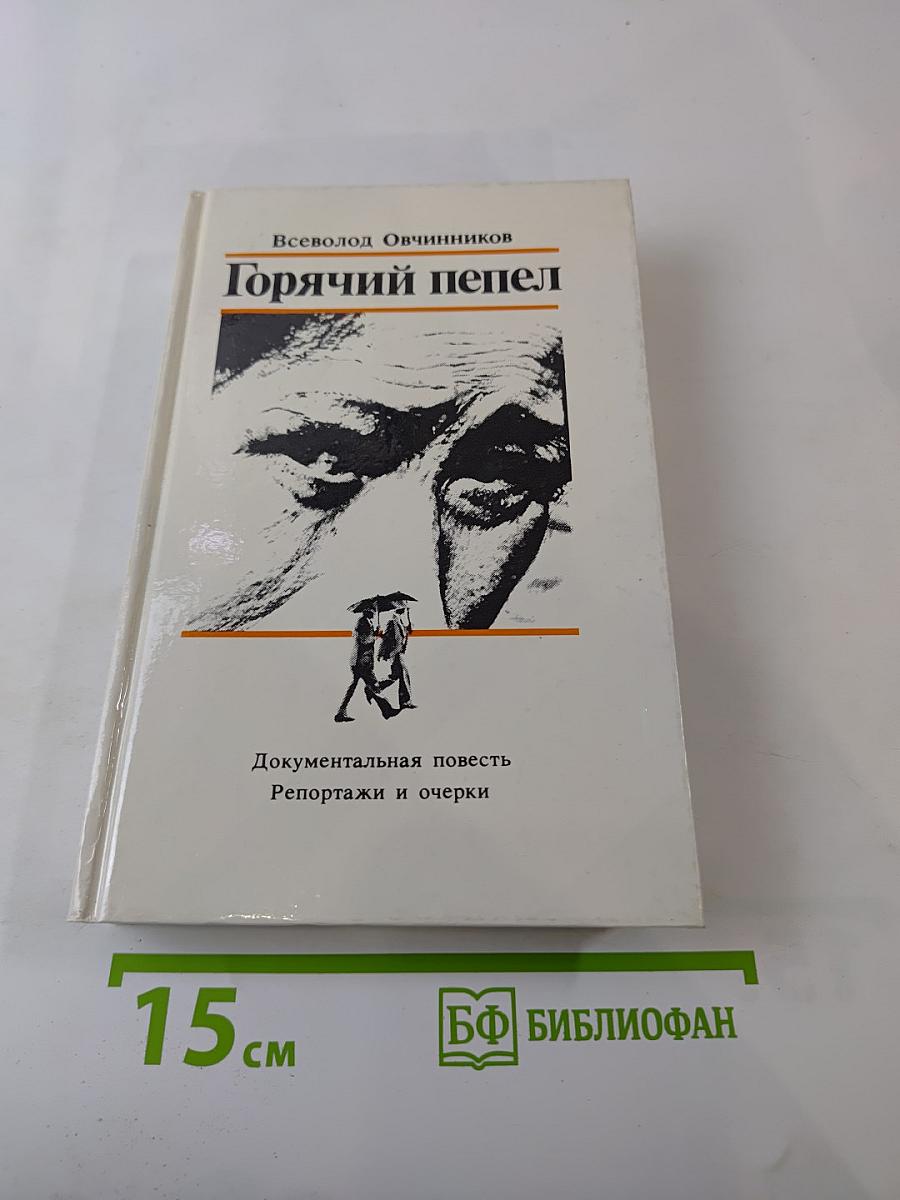 Всеволод Овчинников
Горячий пепел
Документальная повесть
Репортажи и очерки
15 см
БФ БИБЛИОФАН